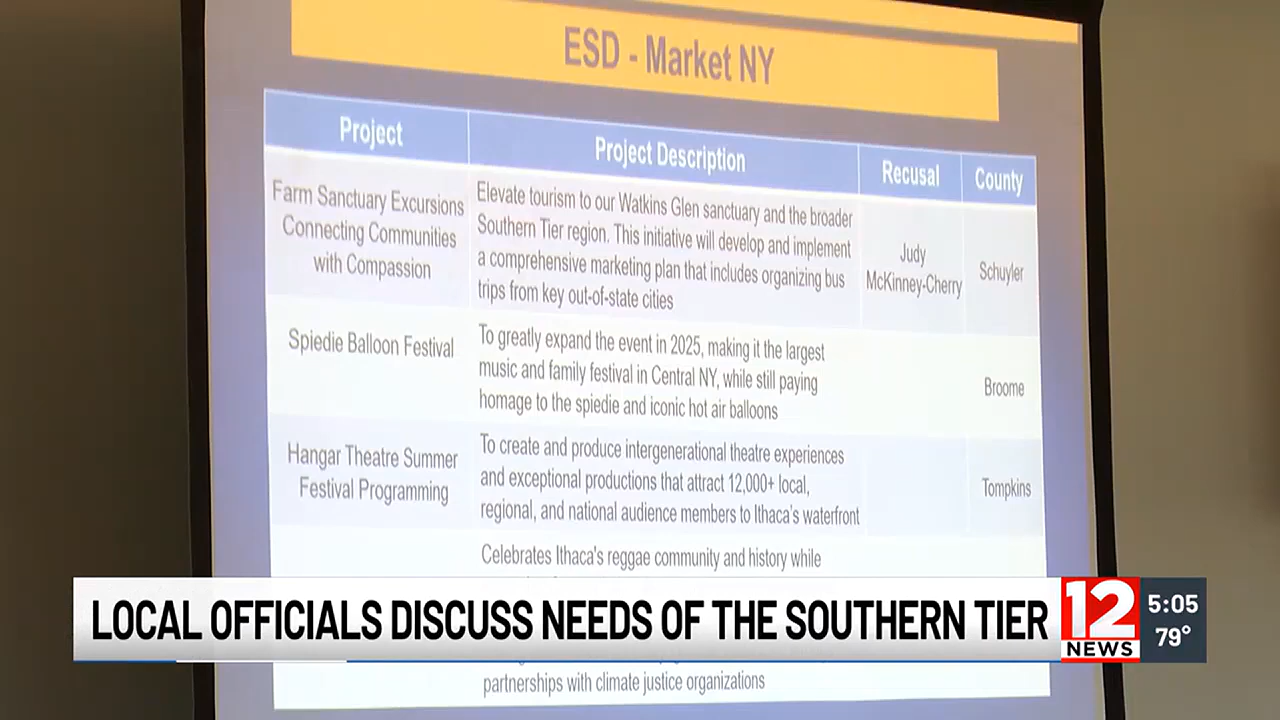 ESD - Market NY
Project
Project Description
Recusal
County
Farm Sanctuary Excursions
Connecting Communities
with Compassion
Elevate tourism to our Watkins Glen sanctuary and the broader
Southern Tier region. This initiative will develop and implement
a comprehensive marketing plan that includes organizing bus
trips from key out-of-state cities
Judy
McKinney-Cherry
Schuyler
Spiedie Balloon Festival
To greatly expand the event in 2025, making it the largest
music and family festival in Central NY, while still paying
homage to the spiedie and iconic hot air balloons
Broome
Hangar Theatre Summer
Festival Programming
To create and produce intergenerational theatre experiences
and exceptional productions that attract 12,000+ local,
regional, and national audience members to Ithaca's waterfront
Tompkins
Celebrates Ithaca's reggae community and history while
LOCAL OFFICIALS DISCUSS NEEDS OF THE SOUTHERN TIER
12
NEWS
5:05
79°
partnerships with climate justice organizations